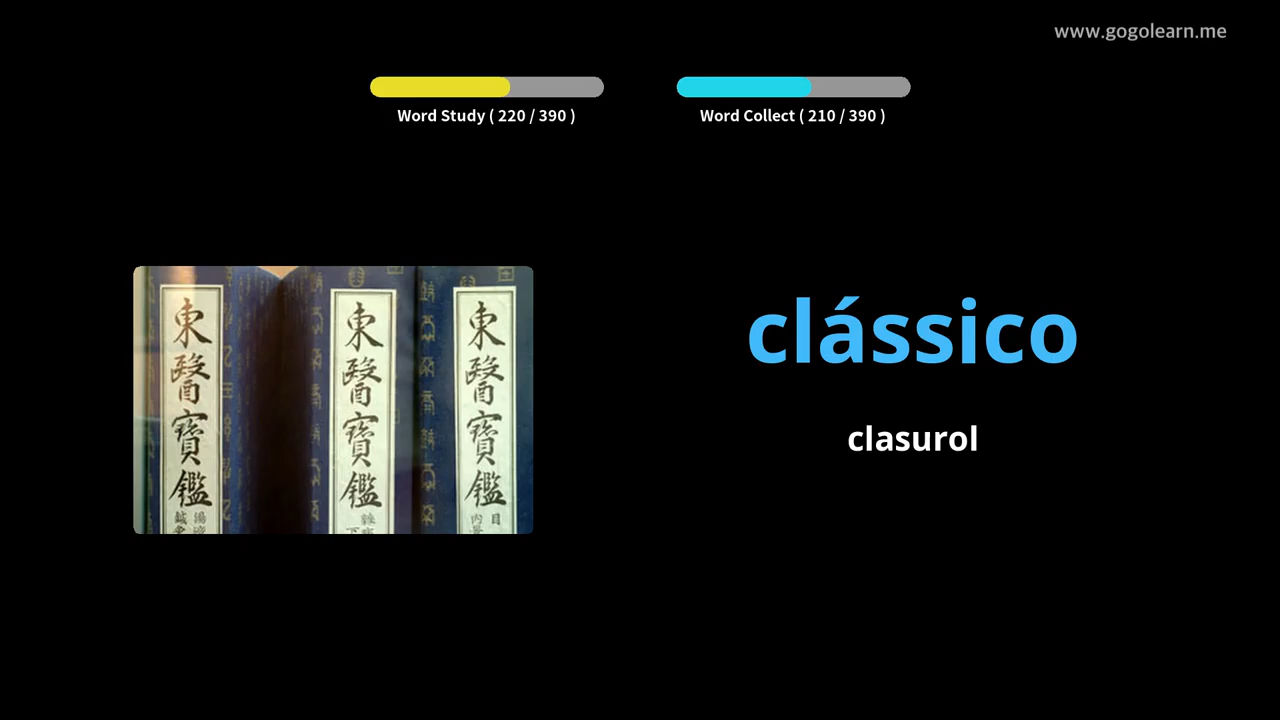 www.gogolearn.me
Word Study ( 220 / 390 )
Word Collect ( 210 / 390 )
clássico
clasurol
東醫寶鑑
東醫寶鑑
東醫寶鑑